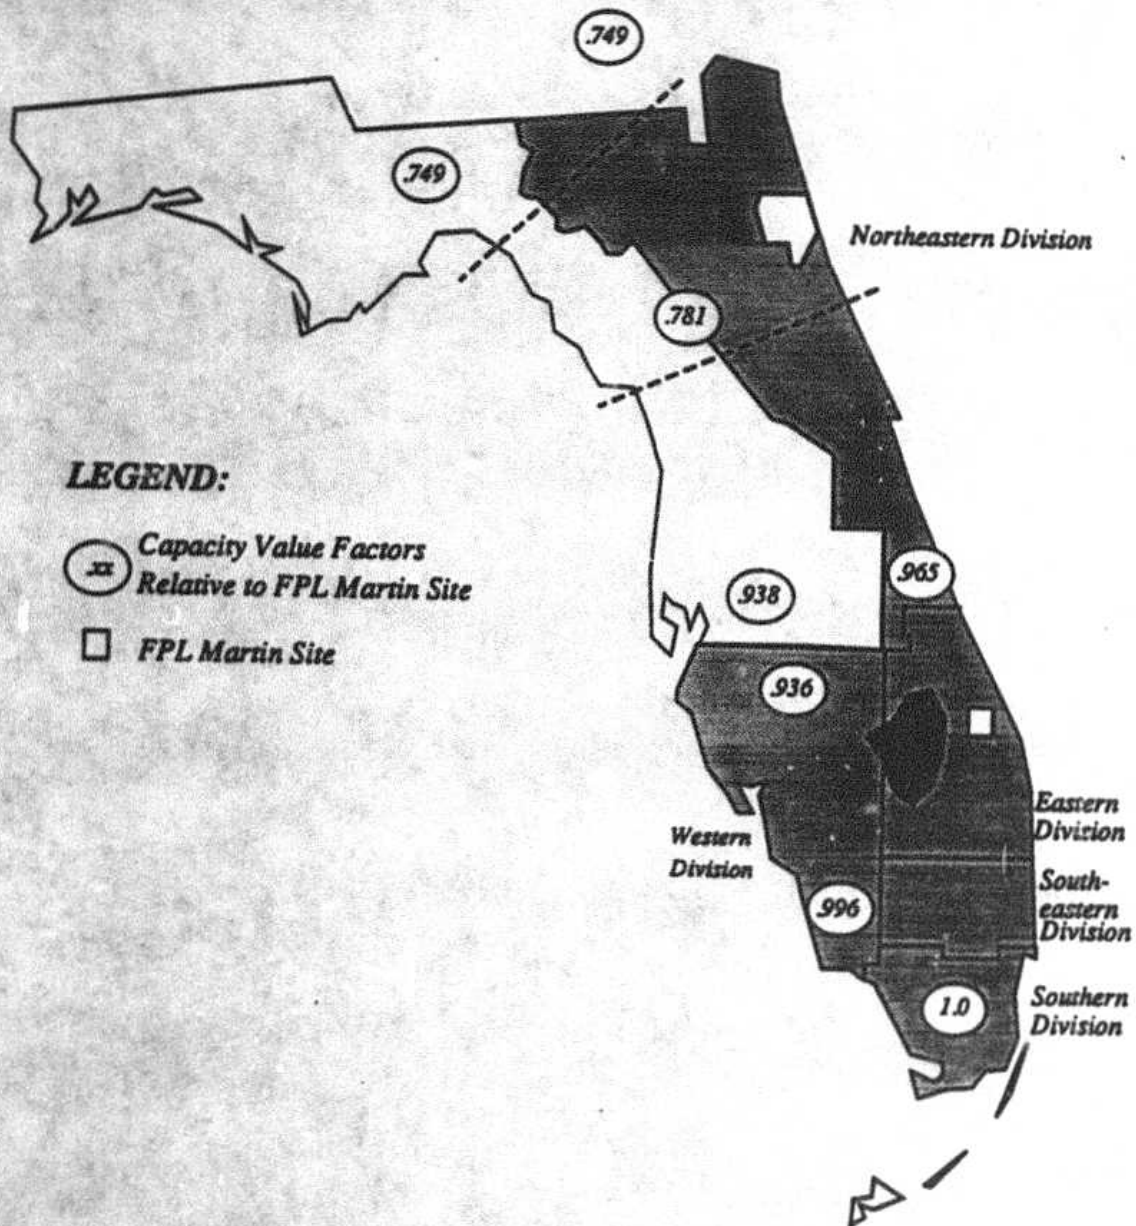 .749
.749
Northeastern Division
.781
LEGEND:
.xx Capacity Value Factors
Relative to FPL Martin Site
FPL Martin Site
.965
.938
.936
Eastern
Division
Western
Division
South-
eastern
Division
.996
1.0
Southern
Division